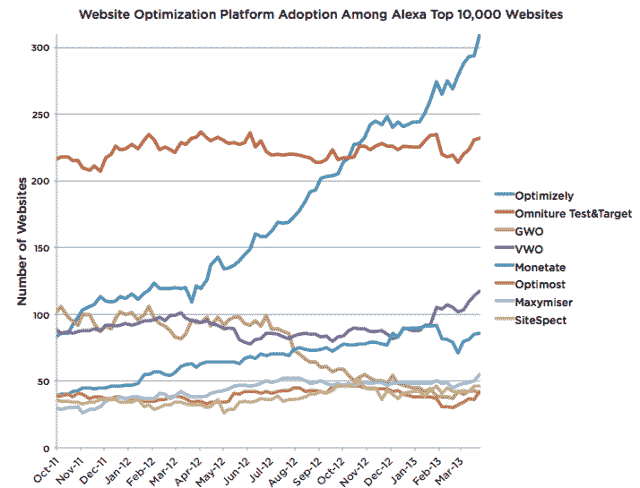 Website Optimization Platform Adoption Among Alexa Top 10,000 Websites
Number of Websites
300
250
200
150
100
50
0
Optimizely
Omniture Test&Target
GWO
VWO
Monetate
Optimost
Maxymiser
SiteSpect
Oct-11
Nov-11
Dec-11
Jan-12
Feb-12
Mar-12
Apr-12
May-12
Jun-12
Jul-12
Aug-12
Sep-12
Oct-12
Nov-12
Dec-12
Jan-13
Feb-13
Mar-13